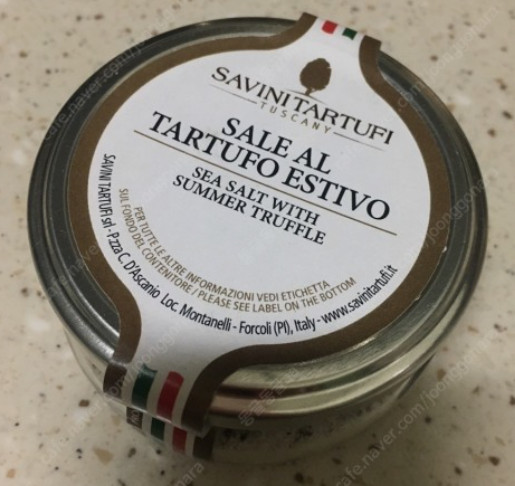 SAVINI TARTUFI
TUSCANY
SALE AL
TARTUFO ESTIVO
SEA SALT WITH
SUMMER TRUFFLE
PER TUTTE LE ALTRE INFORMAZIONI VEDI ETICHETTA
SUL FONDO DEL CONTENITORE / PLEASE SEE LABEL ON THE BOTTOM
SAVINI TARTUFI srl - P.zza C. D'Ascanio Loc. Montanelli - Forcoli (PI), Italy - www.savinitartufi.it